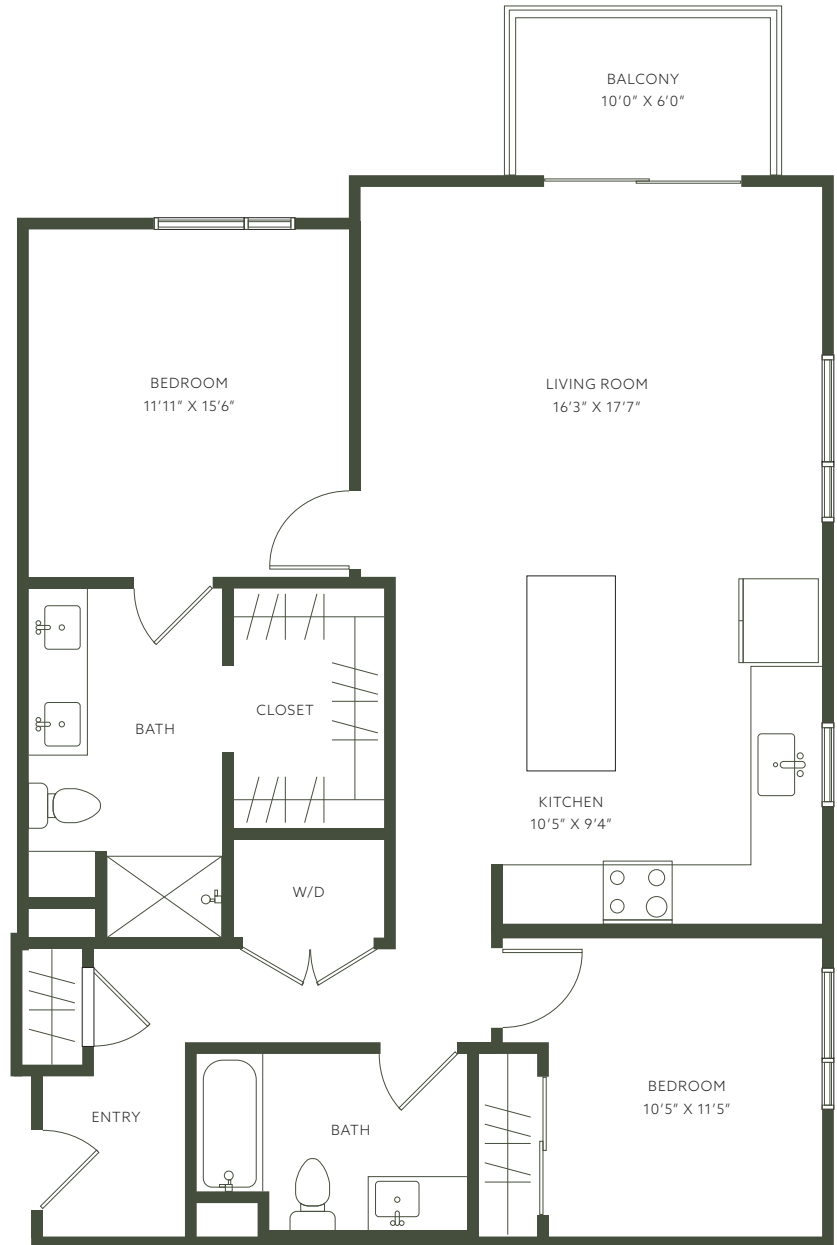 BALCONY
10'0" X 6'0"
BEDROOM
11'11" X 15'6"
LIVING ROOM
16'3" X 17'7"
CLOSET
BATH
KITCHEN
10'5" X 9'4"
W/D
BEDROOM
10'5" X 11'5"
ENTRY
BATH